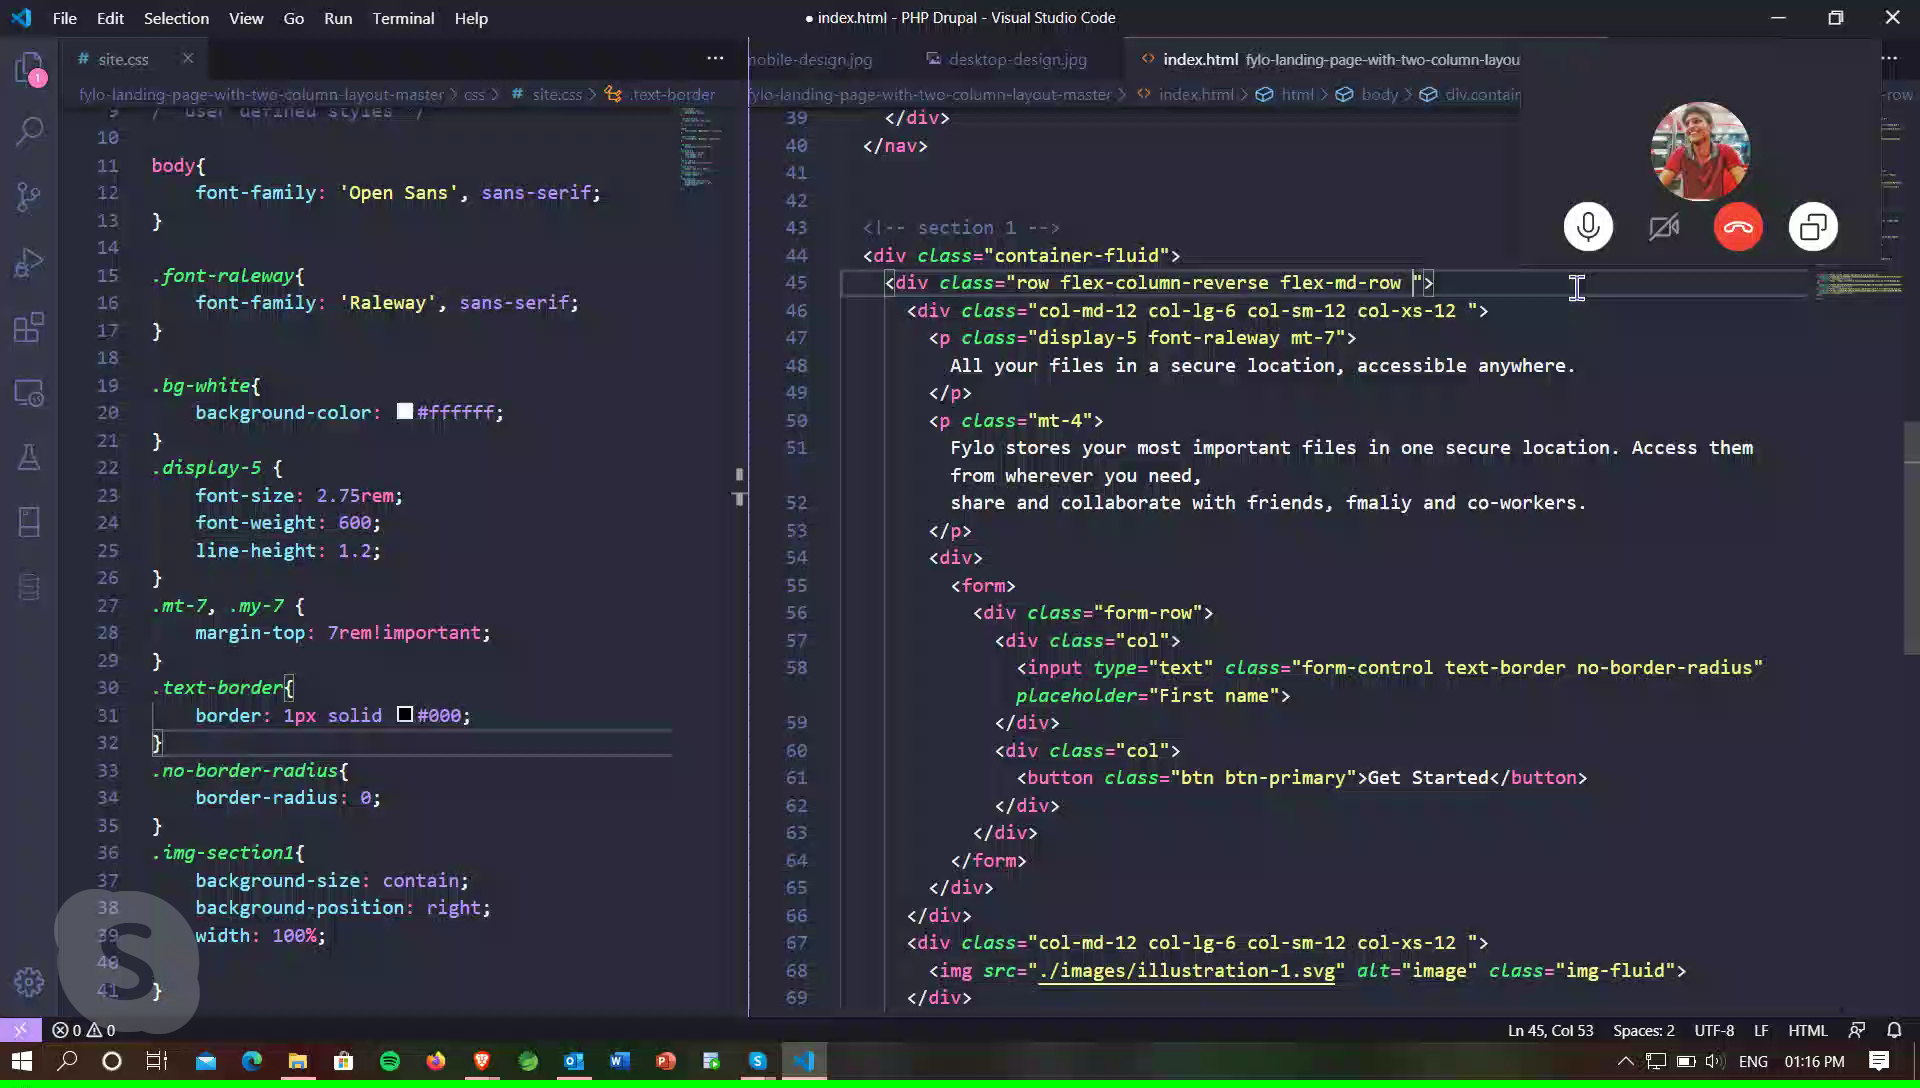 File Edit Selection View Go Run Terminal Help
● index.html - PHP Drupal - Visual Studio Code
# site.css
fylo-landing-page-with-two-column-layout-master > css > # site.css > .text-border
9 /* user defined styles */
10
11 body{
12 font-family: 'Open Sans', sans-serif;
13 }
14
15 .font-raleway{
16 font-family: 'Raleway', sans-serif;
17 }
18
19 .bg-white{
20 background-color: #ffffff;
21 }
22 .display-5 {
23 font-size: 2.75rem;
24 font-weight: 600;
25 line-height: 1.2;
26 }
27 .mt-7, .my-7 {
28 margin-top: 7rem!important;
29 }
30 .text-border{
31 border: 1px solid #000;
32 }
33 .no-border-radius{
34 border-radius: 0;
35 }
36 .img-section1{
37 background-size: contain;
38 background-position: right;
39 width: 100%;
40
41 }
mobile-design.jpg desktop-design.jpg <> index.html fylo-landing-page-with-two-column-layou
fylo-landing-page-with-two-column-layout-master > <> index.html > html > body > div.contain -row
39 </div>
40 </nav>
41
42
43 <!-- section 1 -->
44 <div class="container-fluid">
45 <div class="row flex-column-reverse flex-md-row ">
46 <div class="col-md-12 col-lg-6 col-sm-12 col-xs-12 ">
47 <p class="display-5 font-raleway mt-7">
48 All your files in a secure location, accessible anywhere.
49 </p>
50 <p class="mt-4">
51 Fylo stores your most important files in one secure location. Access them
from wherever you need,
52 share and collaborate with friends, fmaliy and co-workers.
53 </p>
54 <div>
55 <form>
56 <div class="form-row">
57 <div class="col">
58 <input type="text" class="form-control text-border no-border-radius"
placeholder="First name">
59 </div>
60 <div class="col">
61 <button class="btn btn-primary">Get Started</button>
62 </div>
63 </div>
64 </form>
65 </div>
66 </div>
67 <div class="col-md-12 col-lg-6 col-sm-12 col-xs-12 ">
68 <img src="./images/illustration-1.svg" alt="image" class="img-fluid">
69 </div>
1
0 0
Ln 45, Col 53 Spaces: 2 UTF-8 LF HTML
ENG 01:16 PM